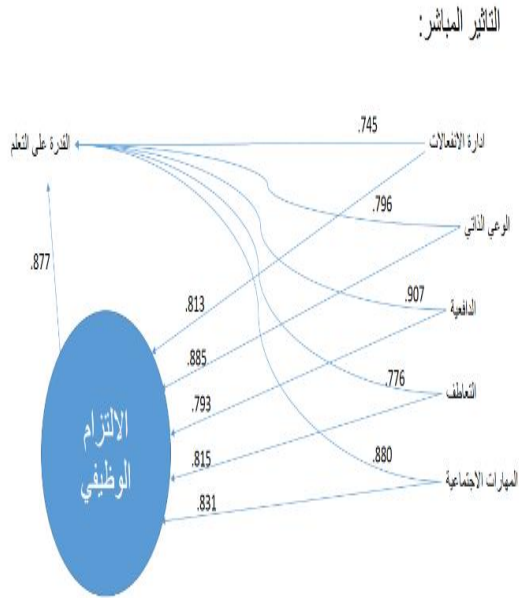 التاثير المباشر:
ادارة الانفعالات
.745
القدرة على التعلم
.796
الوعي الذاتي
.877
.907
الدافعية
.813
.885
.776
التعاطف
.793
الالتزام
الوظيفي
.815
.880
المهارات الاجتماعية
.831